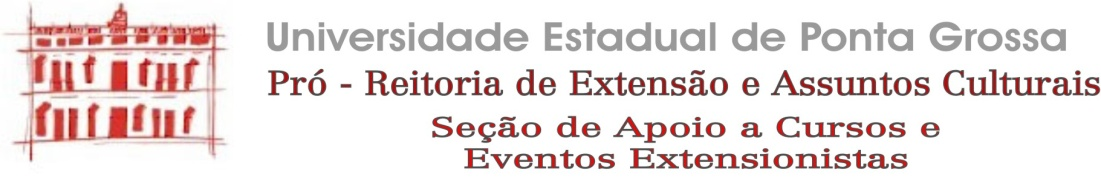 Universidade Estadual de Ponta Grossa
Pró - Reitoria de Extensão e Assuntos Culturais
Seção de Apoio a Cursos e
Eventos Extensionistas